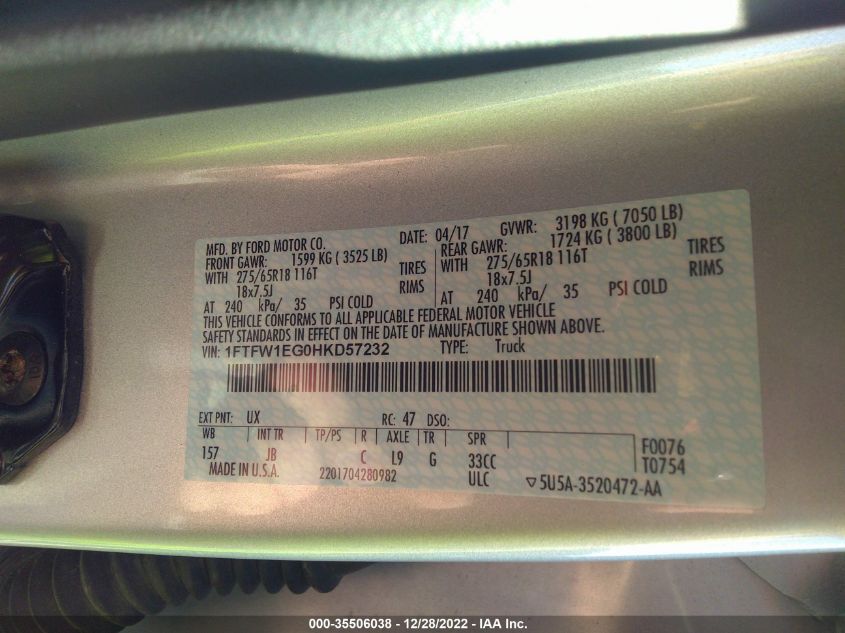 MFD. BY FORD MOTOR CO. DATE: 04/17 GVWR: 3198 KG ( 7050 LB)
FRONT GAWR: 1599 KG ( 3525 LB) REAR GAWR: 1724 KG ( 3800 LB)
WITH 275/65R18 116T TIRES WITH 275/65R18 116T TIRES
18x7.5J RIMS 18x7.5J RIMS
AT 240 kPa/ 35 PSI COLD AT 240 kPa/ 35 PSI COLD
THIS VEHICLE CONFORMS TO ALL APPLICABLE FEDERAL MOTOR VEHICLE
SAFETY STANDARDS IN EFFECT ON THE DATE OF MANUFACTURE SHOWN ABOVE.
VIN: 1FTFW1EG0HKD57232 TYPE: Truck
EXT PNT: UX RC: 47 DSO:
WB INT TR TP/PS R AXLE TR SPR F0076
157 JB C L9 G 33CC T0754
MADE IN U.S.A. 2201704280982 ULC ▽5U5A-3520472-AA
000-35506038 - 12/28/2022 - IAA Inc.